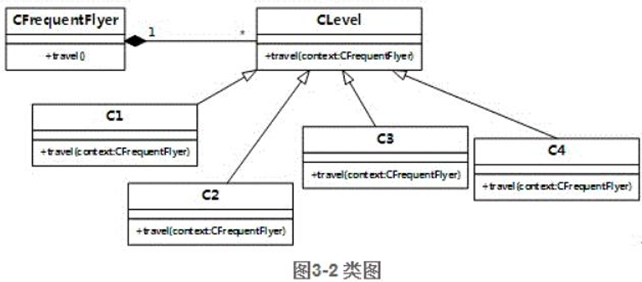 CFrequentFlyer
+travel()
1
*
CLevel
+travel(context:CFrequentFlyer)
C1
+travel(context:CFrequentFlyer)
C2
+travel(context:CFrequentFlyer)
C3
+travel(context:CFrequentFlyer)
C4
+travel(context:CFrequentFlyer)
图3-2 类图